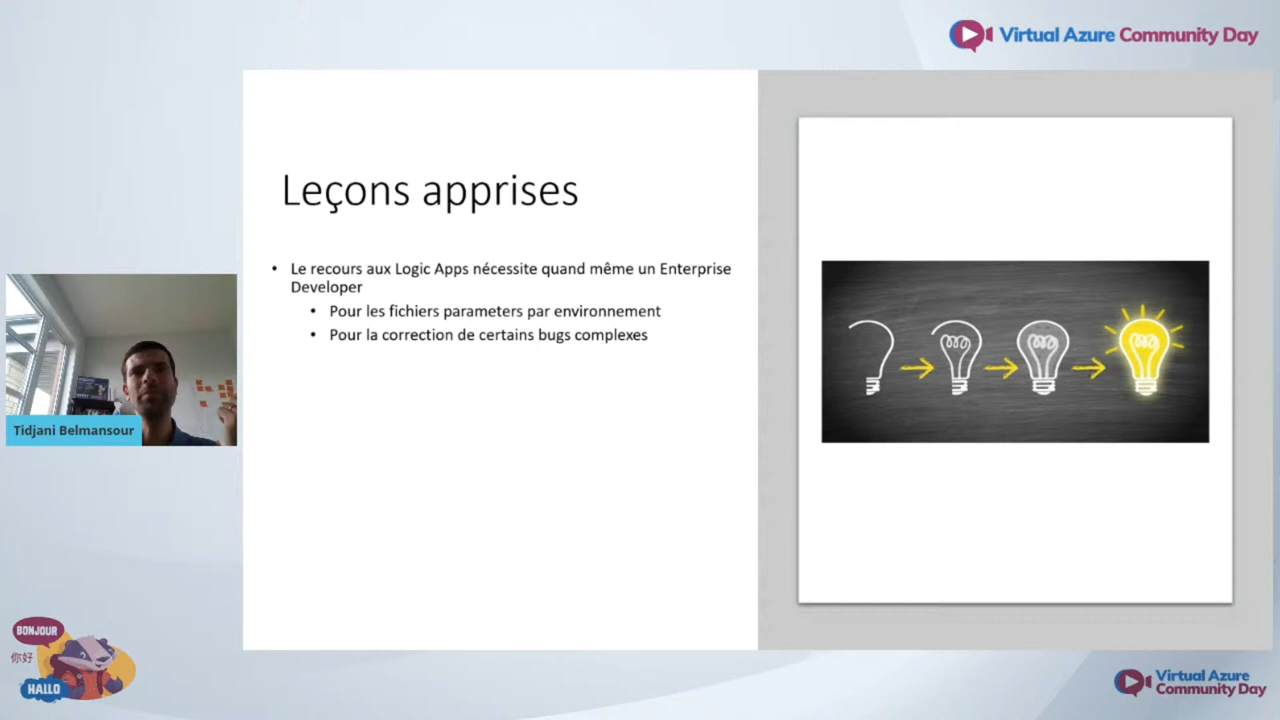 Virtual Azure Community Day
Leçons apprises
• Le recours aux Logic Apps nécessite quand même un Enterprise
Developer
• Pour les fichiers parameters par environnement
• Pour la correction de certains bugs complexes
Tidjani Belmansour
BONJOUR
你好
HALLO
Virtual Azure
Community Day